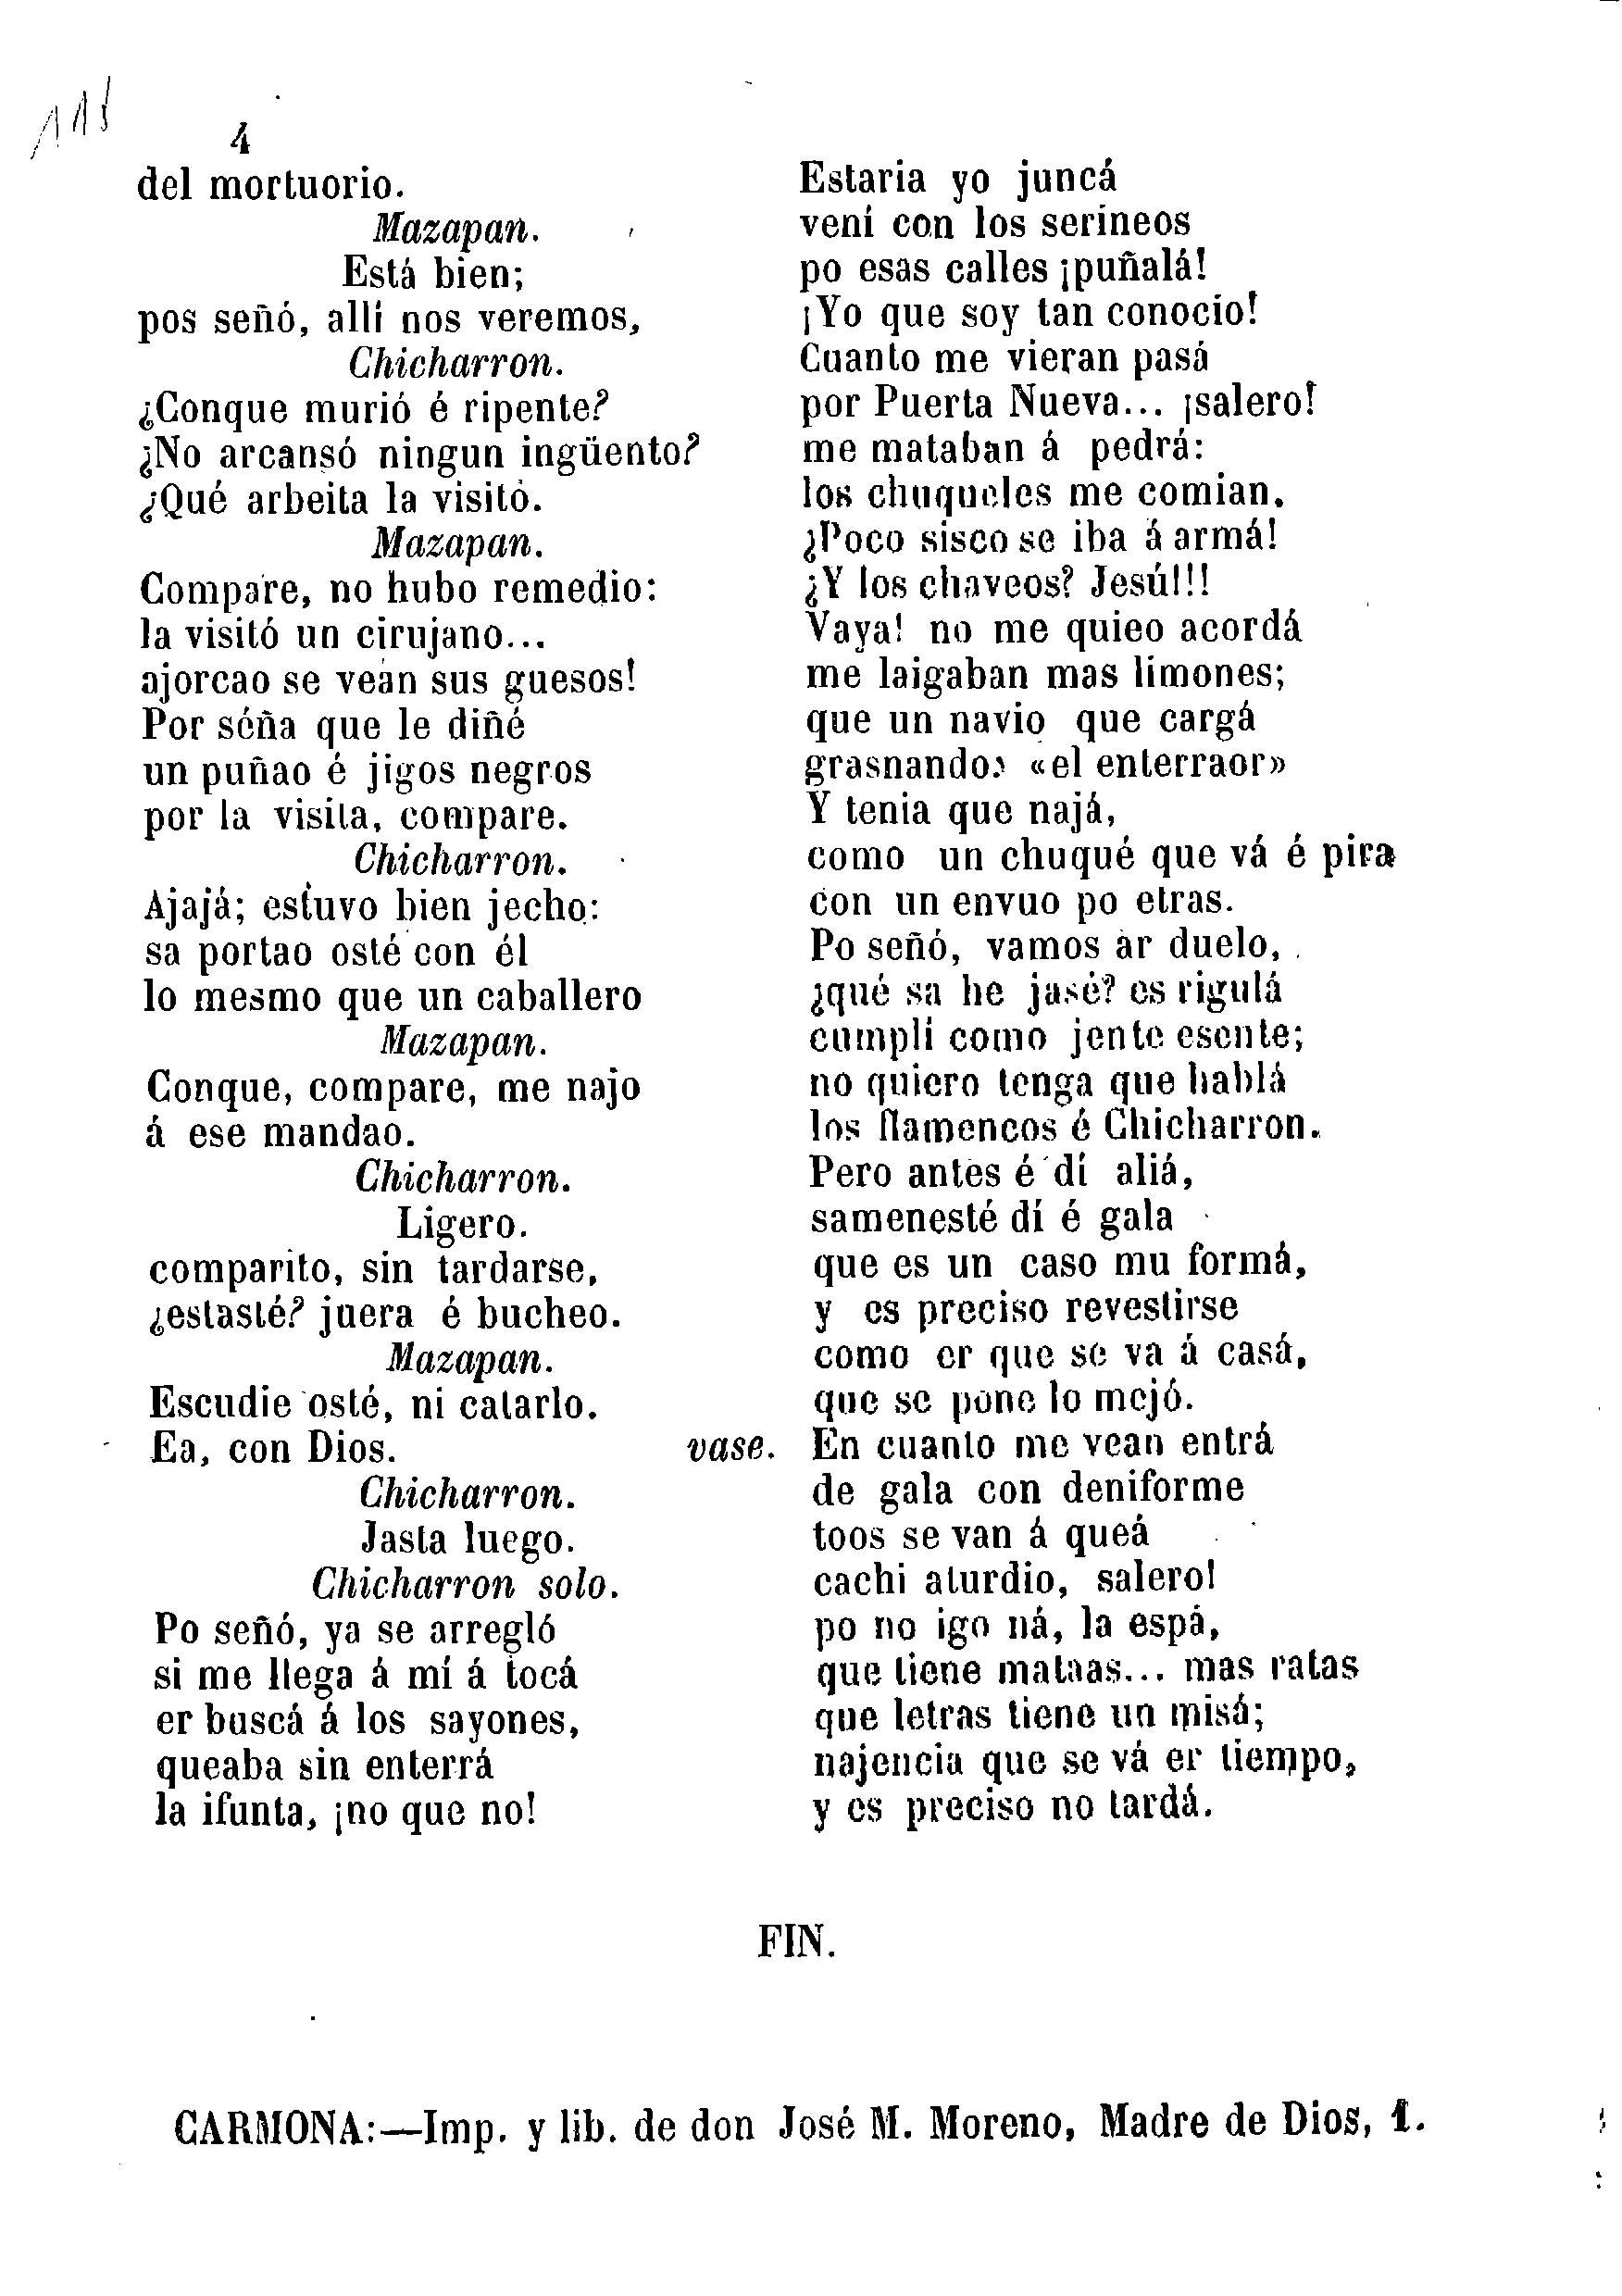 118
4
del mortuorio.
Mazapan.
Está bien;
pos señó, allí nos veremos,
Chicharron.
¿Conque murió é ripente?
¿No arcansó ningun ingüento?
¿Qué arbeita la visitó.
Mazapan.
Compare, no hubo remedio:
la visitó un cirujano...
ajorcao se vean sus guesos!
Por séña que le diñé
un puñao é jigos negros
por la visita, compare.
Chicharron.
Ajajá; estuvo bien jecho:
sa portao osté con él
lo mesmo que un caballero
Mazapan.
Conque, compare, me najo
á ese mandao.
Chicharron.
Ligero.
comparito, sin tardarse,
¿estasté? juera é bucheo.
Mazapan.
Escudie osté, ni catarlo.
Ea, con Dios. vase.
Chicharron.
Jasta luego.
Chicharron solo.
Po señó, ya se arregló
si me llega á mí á tocá
er buscá á los sayones,
queaba sin enterrá
la ifunta, ¡no que no!
Estaria yo juncá
vení con los serineos
po esas calles ¡puñalá!
¡Yo que soy tan conocio!
Cuanto me vieran pasá
por Puerta Nueva... ¡salero!
me mataban á pedrá:
los chuqueles me comian.
¿Poco sisco se iba á armá!
¿Y los chaveos? Jesú!!!
Vaya! no me quieo acordá
me laigaban mas limones;
que un navio que cargá
grasnando: «el enterraor»
Y tenia que najá,
como un chuqué que vá é pira
con un envuo po etras.
Po señó, vamos ar duelo,
¿qué sa he jasé? es rigulá
cumplí como jente esente;
no quiero tenga que hablá
los flamencos é Chicharron.
Pero antes é dí aliá,
samenesté dí é gala
que es un caso mu formá,
y es preciso revestirse
como er que se va á casá,
que se pone lo mejó.
En cuanto me vean entrá
de gala con deniforme
toos se van á queá
cachi aturdio, salero!
po no igo ná, la espá,
que tiene mataas... mas ratas
que letras tiene un misá;
najencia que se vá er tiempo,
y es preciso no tardá.
FIN.
CARMONA:—Imp. y lib. de don José M. Moreno, Madre de Dios, 1.